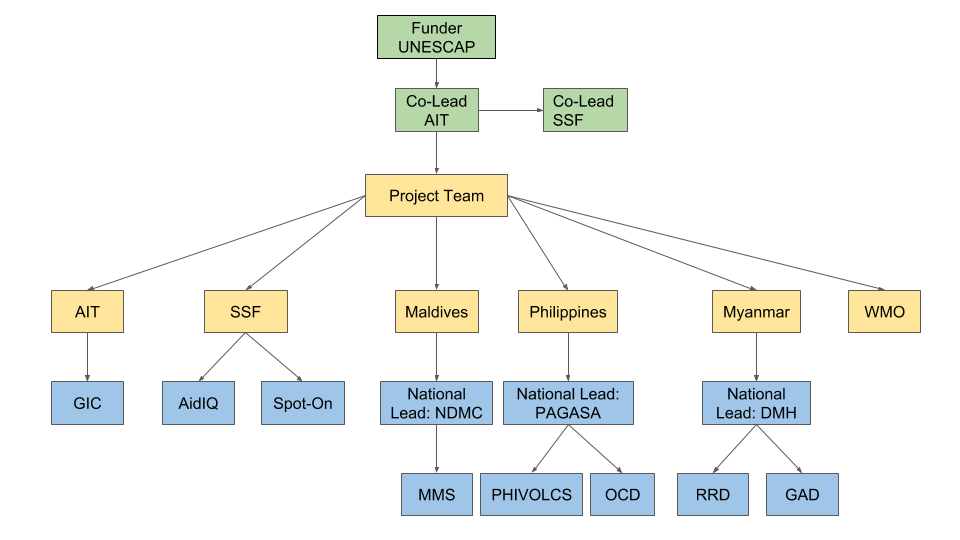 Funder
UNESCAP
Co-Lead
AIT
Co-Lead
SSF
Project Team
AIT
SSF
Maldives
Philippines
Myanmar
WMO
GIC
AidIQ
Spot-On
National
Lead: NDMC
National Lead:
PAGASA
National
Lead: DMH
MMS
PHIVOLCS
OCD
RRD
GAD